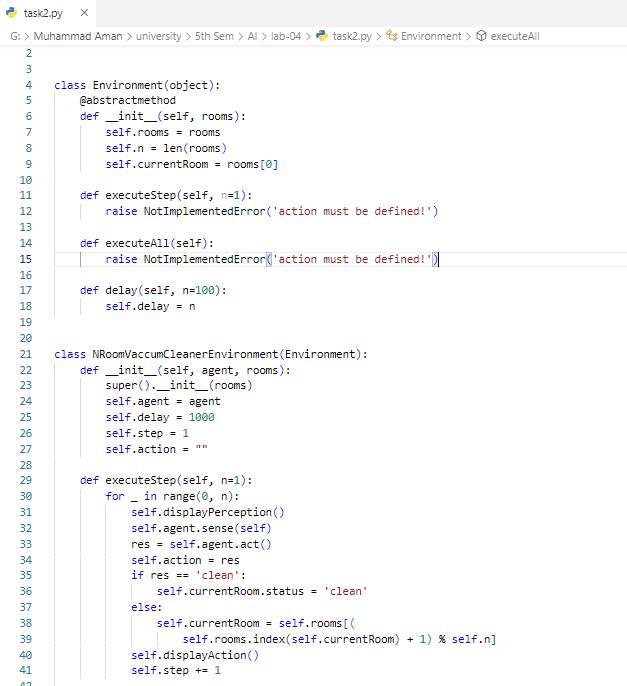 task2.py ×
G: > Muhammad Aman > university > 5th Sem > AI > lab-04 > task2.py > Environment > executeAll
2
3
4 class Environment(object):
5     @abstractmethod
6     def __init__(self, rooms):
7         self.rooms = rooms
8         self.n = len(rooms)
9         self.currentRoom = rooms[0]
10
11     def executeStep(self, n=1):
12         raise NotImplementedError('action must be defined!')
13
14     def executeAll(self):
15         raise NotImplementedError('action must be defined!')
16
17     def delay(self, n=100):
18         self.delay = n
19
20
21 class NRoomVaccumCleanerEnvironment(Environment):
22     def __init__(self, agent, rooms):
23         super().__init__(rooms)
24         self.agent = agent
25         self.delay = 1000
26         self.step = 1
27         self.action = ""
28
29     def executeStep(self, n=1):
30         for _ in range(0, n):
31             self.displayPerception()
32             self.agent.sense(self)
33             res = self.agent.act()
34             self.action = res
35             if res == 'clean':
36                 self.currentRoom.status = 'clean'
37             else:
38                 self.currentRoom = self.rooms[(
39                     self.rooms.index(self.currentRoom) + 1) % self.n]
40             self.displayAction()
41             self.step += 1